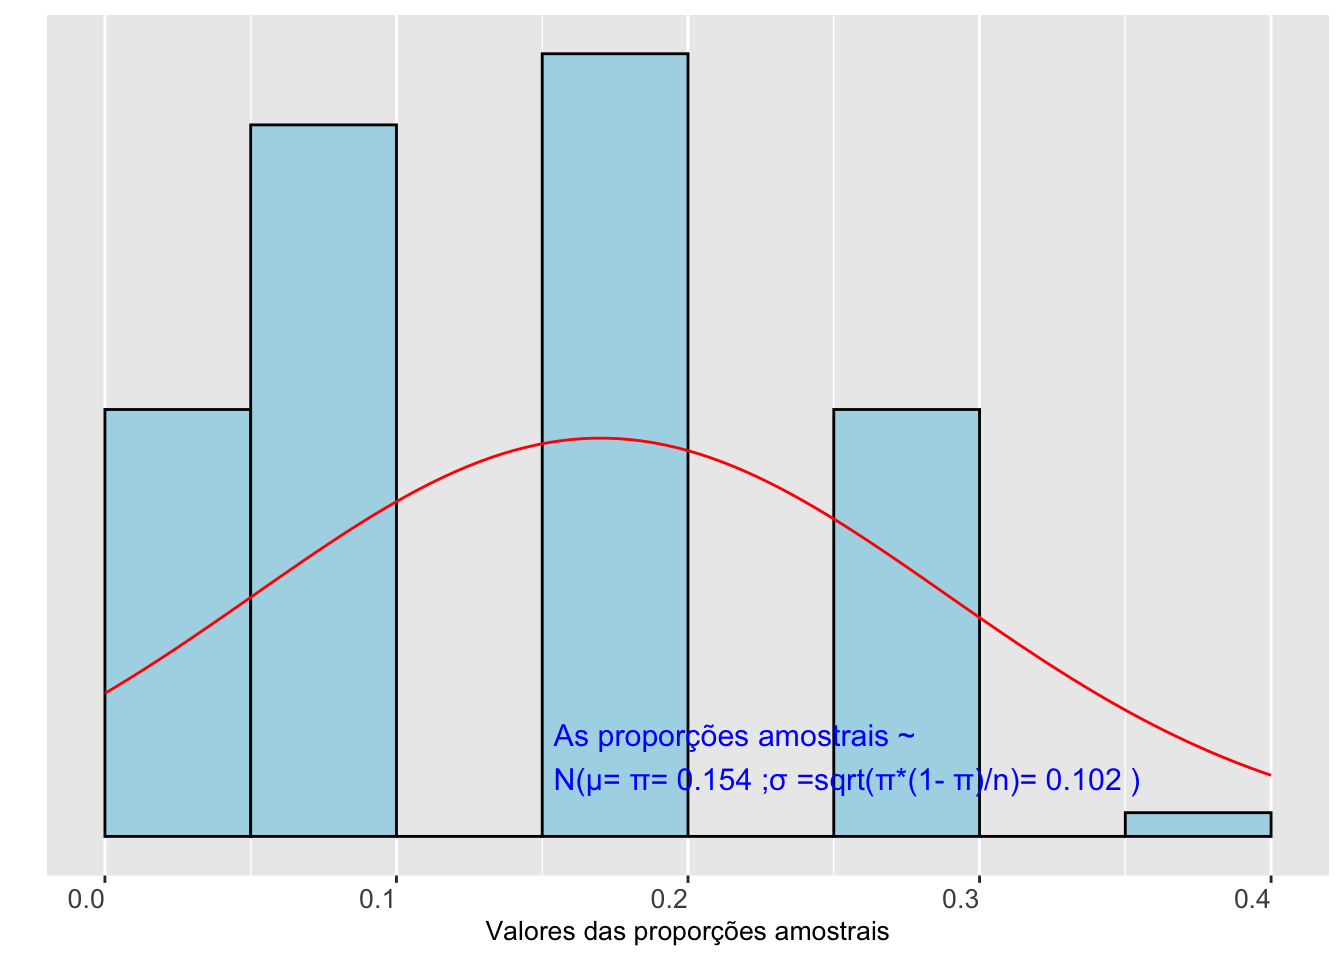 As proporções amostrais ~
N(μ= π= 0.154 ;σ =sqrt(π*(1- π)/n)= 0.102 )
0.0 0.1 0.2 0.3 0.4
Valores das proporções amostrais